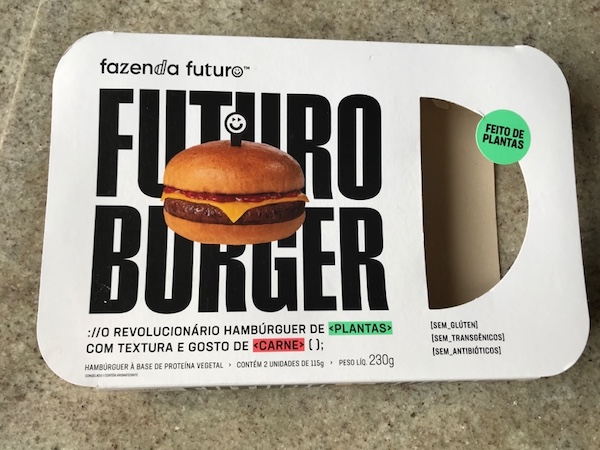 fazenda futuro™
FUTURO
BURGER
FEITO DE
PLANTAS
://O REVOLUCIONÁRIO HAMBÚRGUER DE <PLANTAS>
COM TEXTURA E GOSTO DE <CARNE> ( );
HAMBÚRGUER À BASE DE PROTEÍNA VEGETAL > CONTÉM 2 UNIDADES DE 115g > PESO LÍQ. 230g
[SEM_GLÚTEN]
[SEM_TRANSGÊNICOS]
[SEM_ANTIBIÓTICOS]